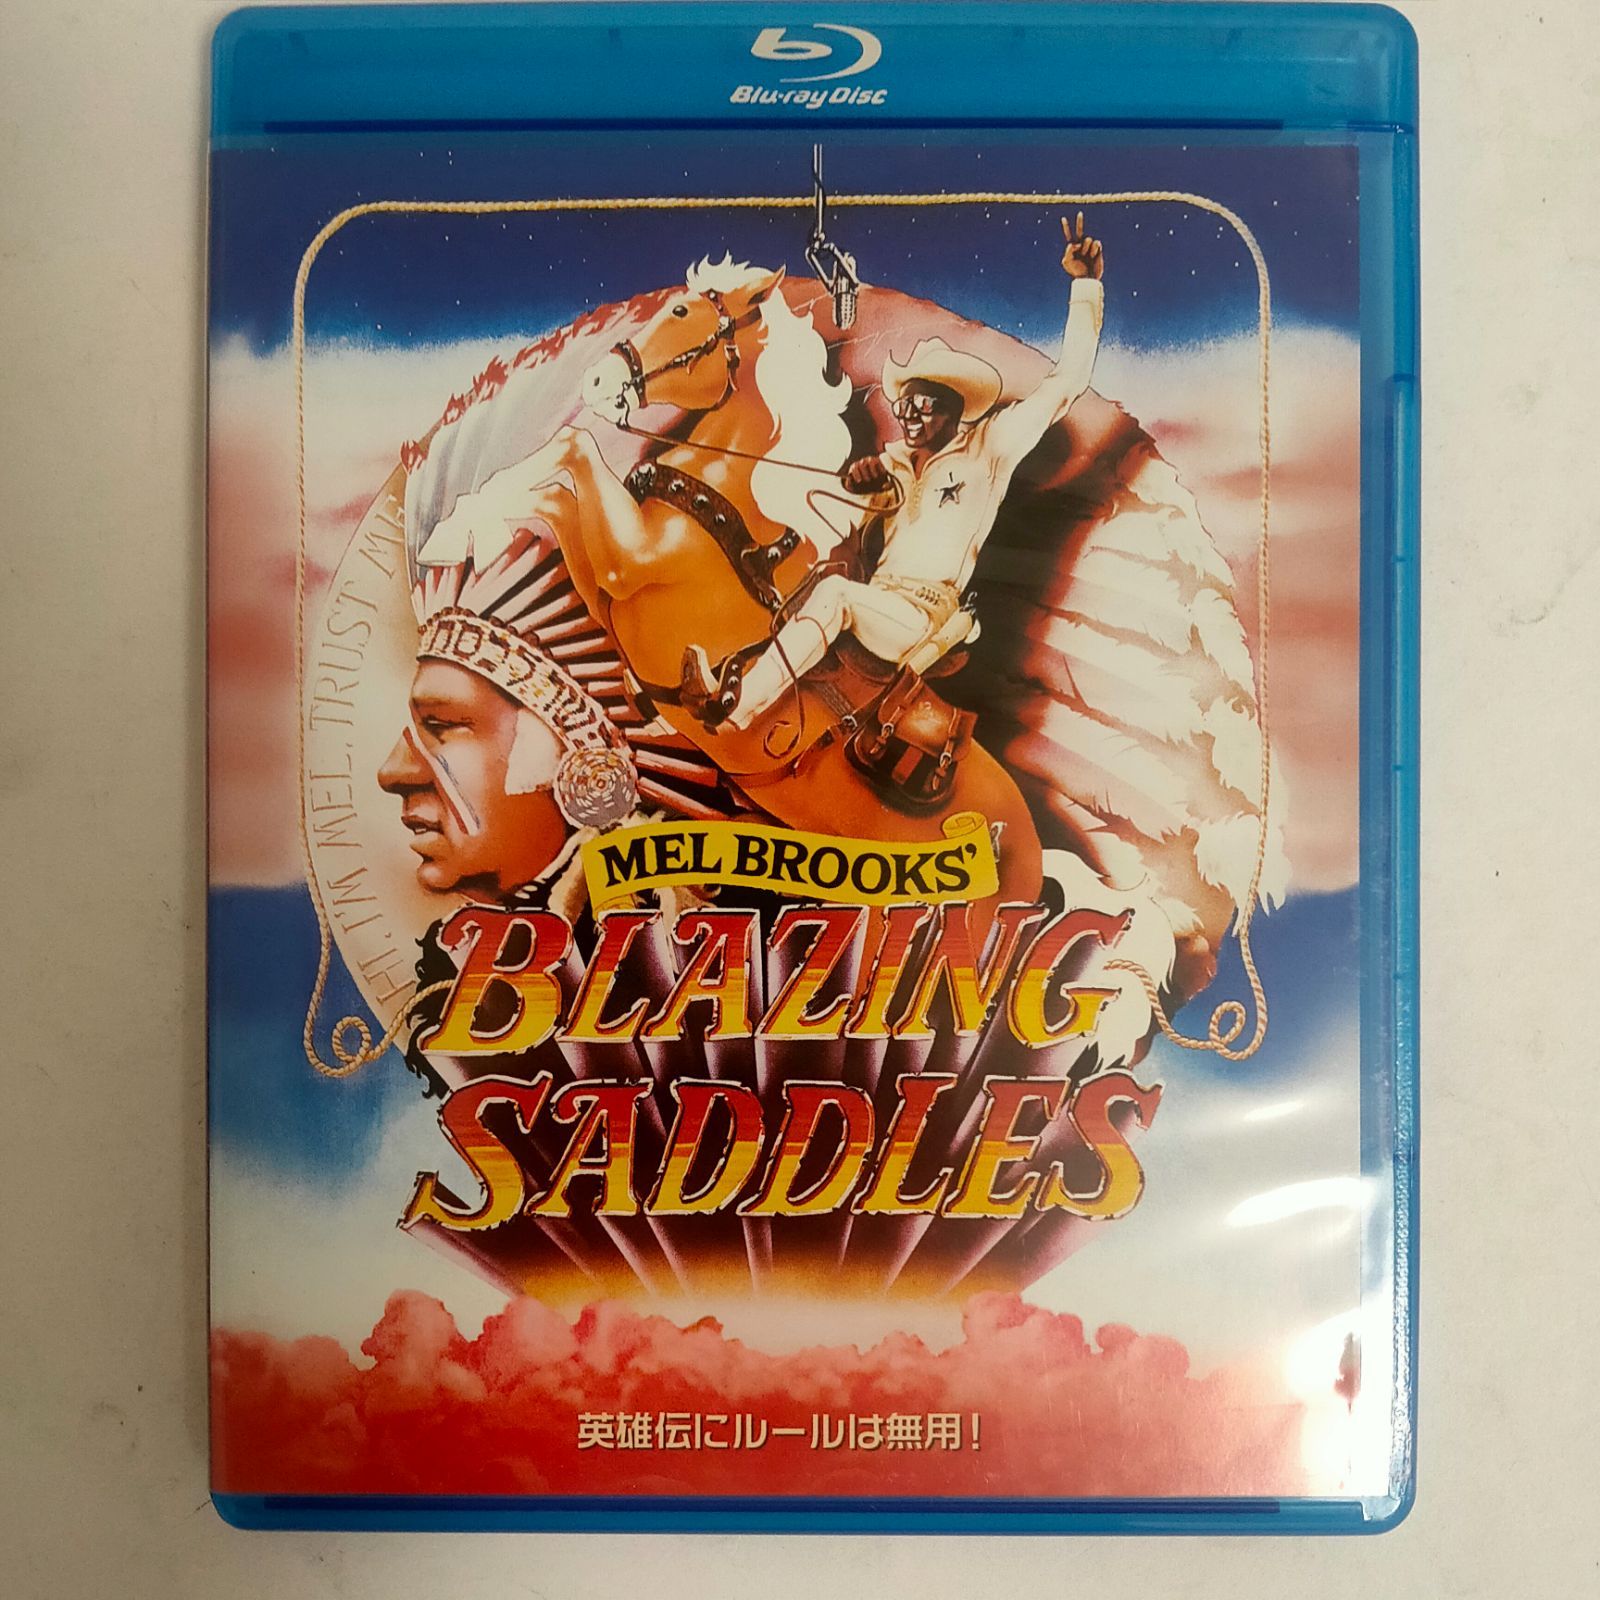 Blu-ray Disc
HI, I'M MEL, TRUST ME
MEL BROOKS'
BLAZING
SADDLES
英雄伝にルールは無用!